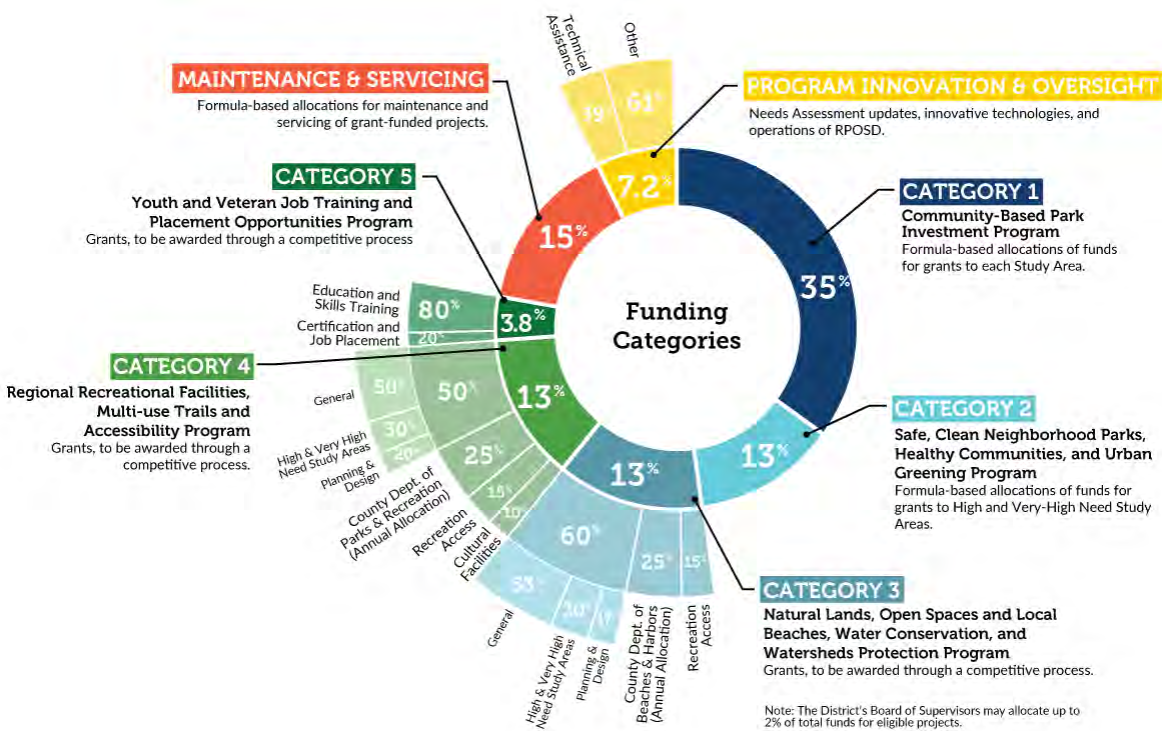 Technical
Assistance
Other
39%
61%
MAINTENANCE & SERVICING
Formula-based allocations for maintenance and
servicing of grant-funded projects.
PROGRAM INNOVATION & OVERSIGHT
Needs Assessment updates, innovative technologies, and
operations of RPOSD.
7.2%
15%
CATEGORY 5
Youth and Veteran Job Training and
Placement Opportunities Program
Grants, to be awarded through a competitive process
CATEGORY 1
Community-Based Park
Investment Program
Formula-based allocations of funds
for grants to each Study Area.
35%
Funding
Categories
Education and
Skills Training
80%
3.8%
Certification and
Job Placement
20%
CATEGORY 4
Regional Recreational Facilities,
Multi-use Trails and
Accessibility Program
Grants, to be awarded through a
competitive process.
13%
General
50%
50%
High & Very High
Need Study Areas
30%
Planning &
Design
20%
County Dept. of
Parks & Recreation
(Annual Allocation)
25%
Recreation
Access
15%
Cultural
Facilities
10%
CATEGORY 2
Safe, Clean Neighborhood Parks,
Healthy Communities, and Urban
Greening Program
Formula-based allocations of funds for
grants to High and Very-High Need Study
Areas.
13%
13%
60%
25%
15%
General
High & Very High
Need Study Areas
Planning &
Design
County Dept. of
Beaches & Harbors
(Annual Allocation)
Recreation
Access
CATEGORY 3
Natural Lands, Open Spaces and Local
Beaches, Water Conservation, and
Watersheds Protection Program
Grants, to be awarded through a competitive process.
Note: The District's Board of Supervisors may allocate up to
2% of total funds for eligible projects.